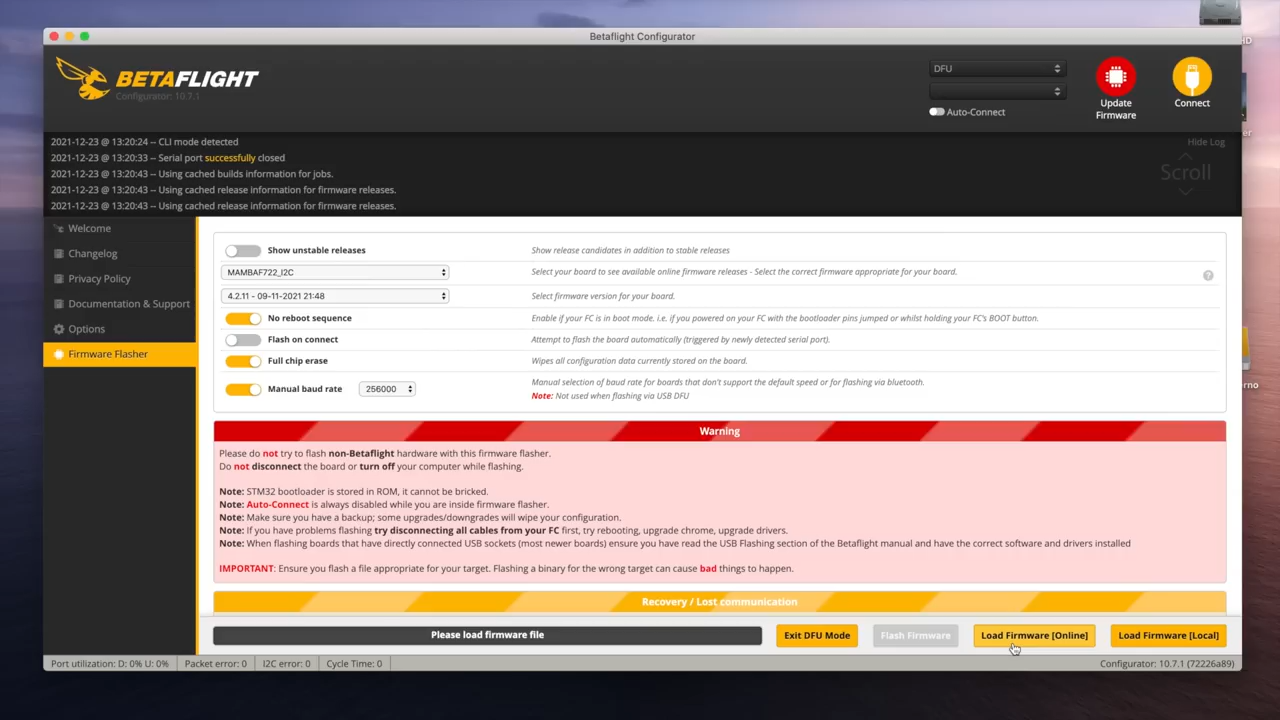 Betaflight Configurator
BETAFLIGHT
Configurator: 10.7.1
DFU
Auto-Connect
Update
Firmware
Connect
2021-12-23 @ 13:20:24 -- CLI mode detected
2021-12-23 @ 13:20:33 -- Serial port successfully closed
2021-12-23 @ 13:20:43 -- Using cached builds information for jobs.
2021-12-23 @ 13:20:43 -- Using cached release information for firmware releases.
2021-12-23 @ 13:20:43 -- Using cached release information for firmware releases.
Hide Log
Scroll
Welcome
Changelog
Privacy Policy
Documentation & Support
Options
Firmware Flasher
Show unstable releases
Show release candidates in addition to stable releases
MAMBAF722_I2C
Select your board to see available online firmware releases - Select the correct firmware appropriate for your board.
?
4.2.11 - 09-11-2021 21:48
Select firmware version for your board.
No reboot sequence
Enable if your FC is in boot mode. i.e. if you powered on your FC with the bootloader pins jumped or whilst holding your FC's BOOT button.
Flash on connect
Attempt to flash the board automatically (triggered by newly detected serial port).
Full chip erase
Wipes all configuration data currently stored on the board.
Manual baud rate
256000
Manual selection of baud rate for boards that don't support the default speed or for flashing via bluetooth.
Note: Not used when flashing via USB DFU
Warning
Please do not try to flash non-Betaflight hardware with this firmware flasher.
Do not disconnect the board or turn off your computer while flashing.
Note: STM32 bootloader is stored in ROM, it cannot be bricked.
Note: Auto-Connect is always disabled while you are inside firmware flasher.
Note: Make sure you have a backup; some upgrades/downgrades will wipe your configuration.
Note: If you have problems flashing try disconnecting all cables from your FC first, try rebooting, upgrade chrome, upgrade drivers.
Note: When flashing boards that have directly connected USB sockets (most newer boards) ensure you have read the USB Flashing section of the Betaflight manual and have the correct software and drivers installed
IMPORTANT: Ensure you flash a file appropriate for your target. Flashing a binary for the wrong target can cause bad things to happen.
Recovery / Lost communication
Please load firmware file
Exit DFU Mode
Flash Firmware
Load Firmware [Online]
Load Firmware [Local]
Port utilization: D: 0% U: 0%
Packet error: 0
I2C error: 0
Cycle Time: 0
Configurator: 10.7.1 (72226a89)